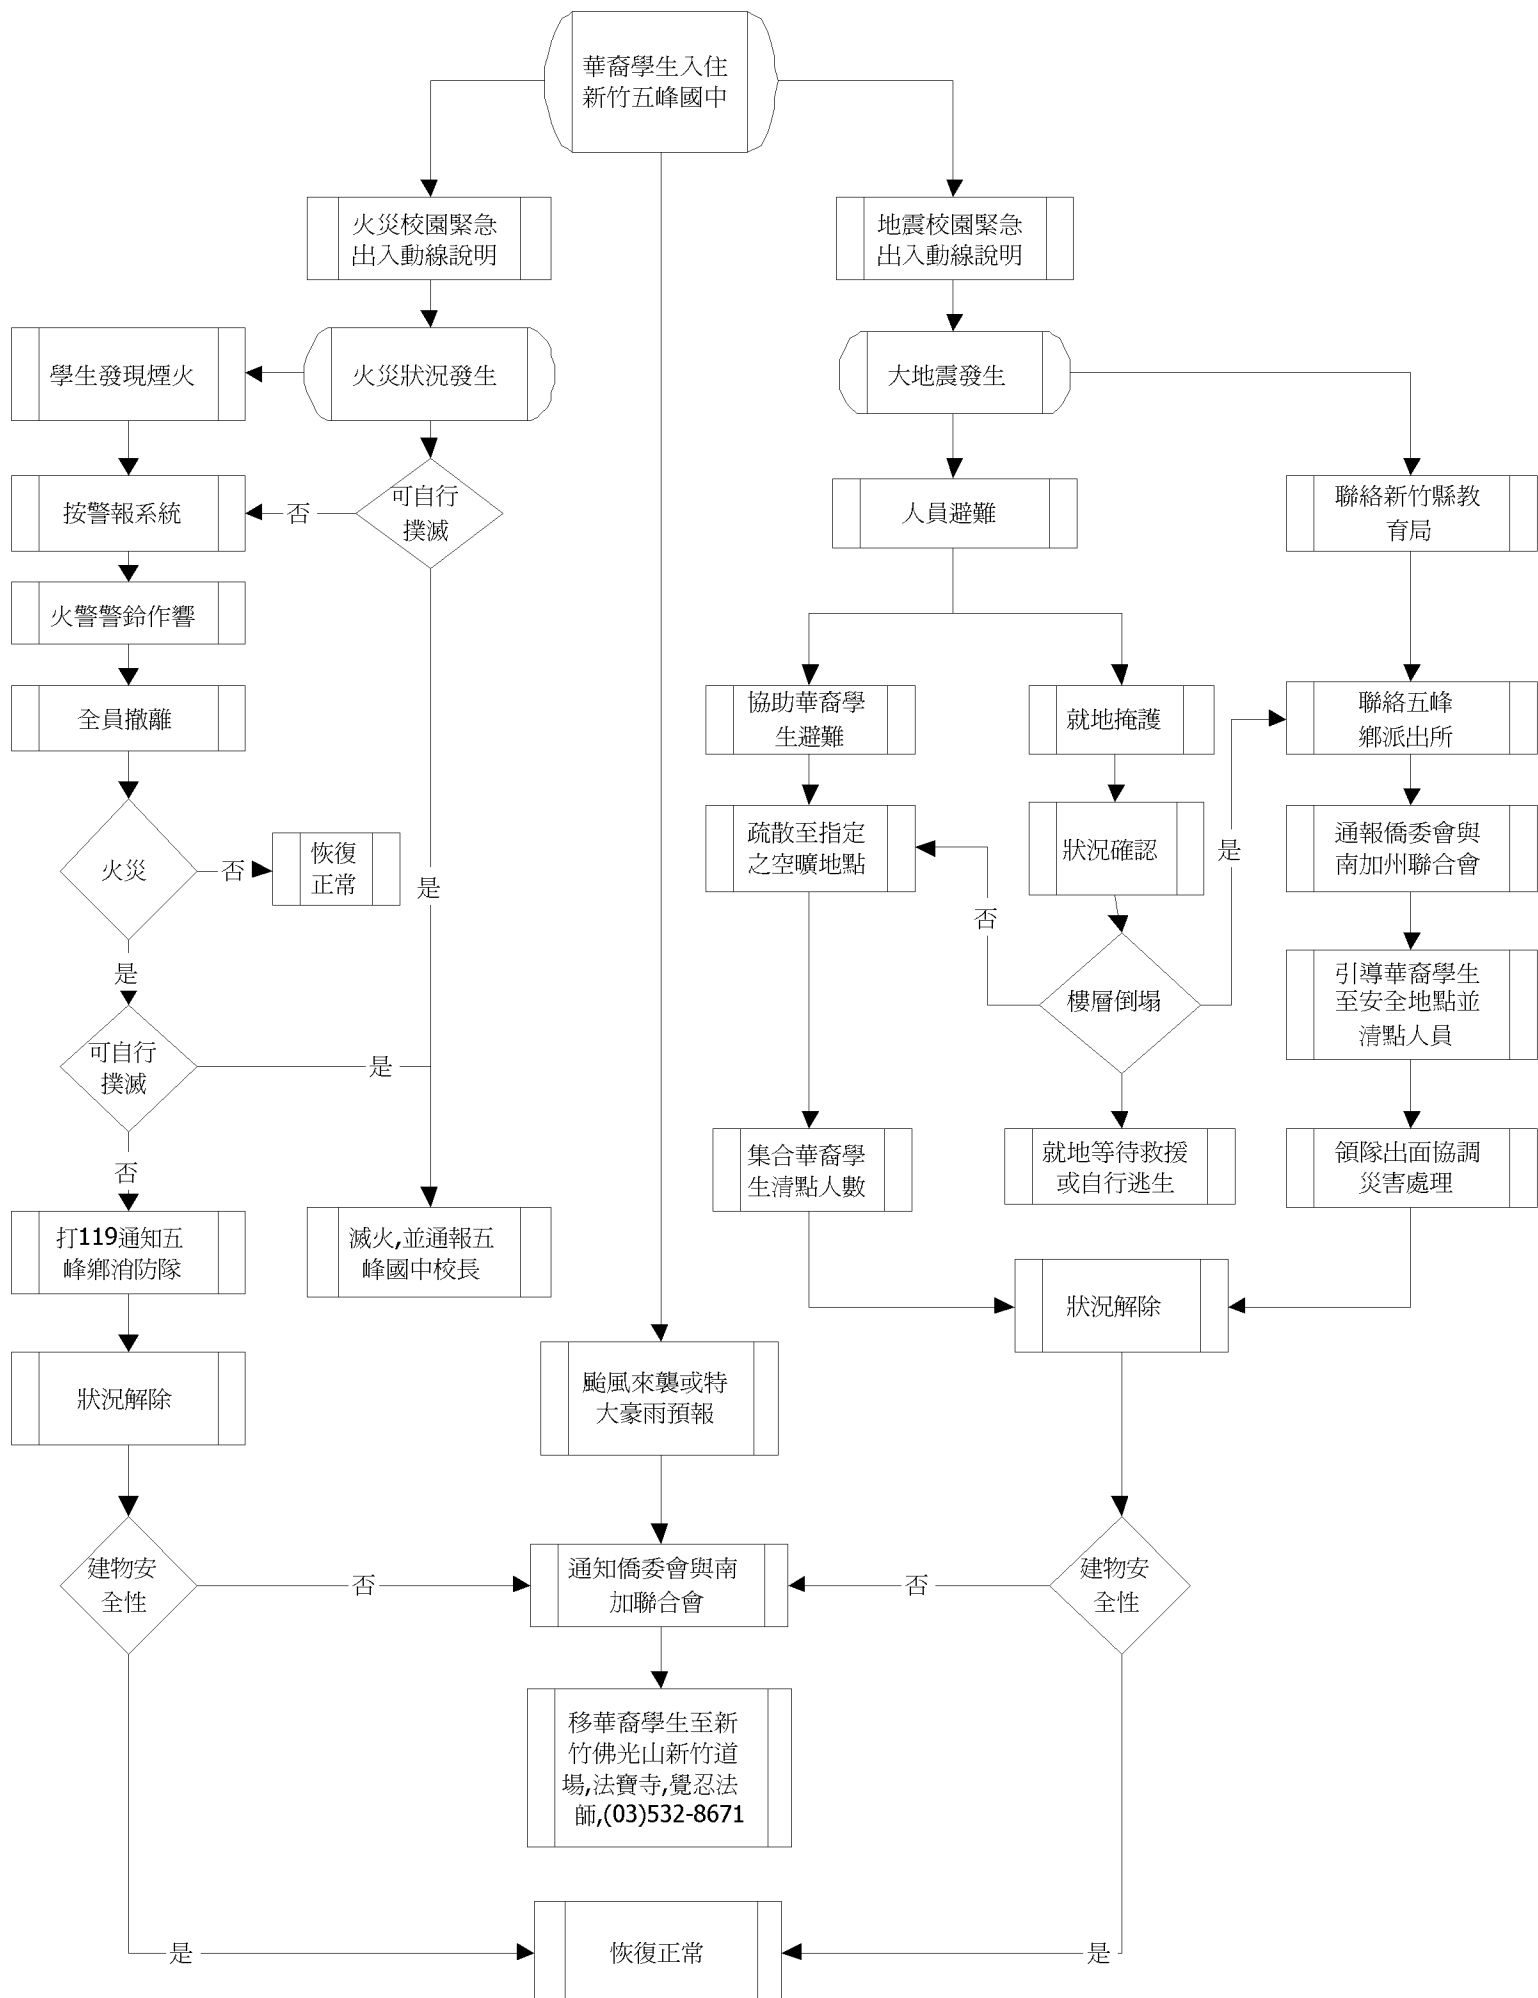 華裔學生入住
新竹五峰國中
火災校園緊急
出入動線說明
地震校園緊急
出入動線說明
學生發現煙火
火災狀況發生
大地震發生
按警報系統
否
可自行
撲滅
人員避難
聯絡新竹縣教
育局
火警警鈴作響
全員撤離
協助華裔學
生避難
就地掩護
聯絡五峰
鄉派出所
火災
否
恢復
正常
是
疏散至指定
之空曠地點
狀況確認
是
通報僑委會與
南加州聯合會
否
是
樓層倒塌
引導華裔學生
至安全地點並
清點人員
可自行
撲滅
是
否
集合華裔學
生清點人數
就地等待救援
或自行逃生
領隊出面協調
災害處理
打119通知五
峰鄉消防隊
滅火,並通報五
峰國中校長
狀況解除
狀況解除
颱風來襲或特
大豪雨預報
建物安
全性
否
通知僑委會與南
加聯合會
否
建物安
全性
移華裔學生至新
竹佛光山新竹道
場,法寶寺,覺忍法
師,(03)532-8671
是
恢復正常
是